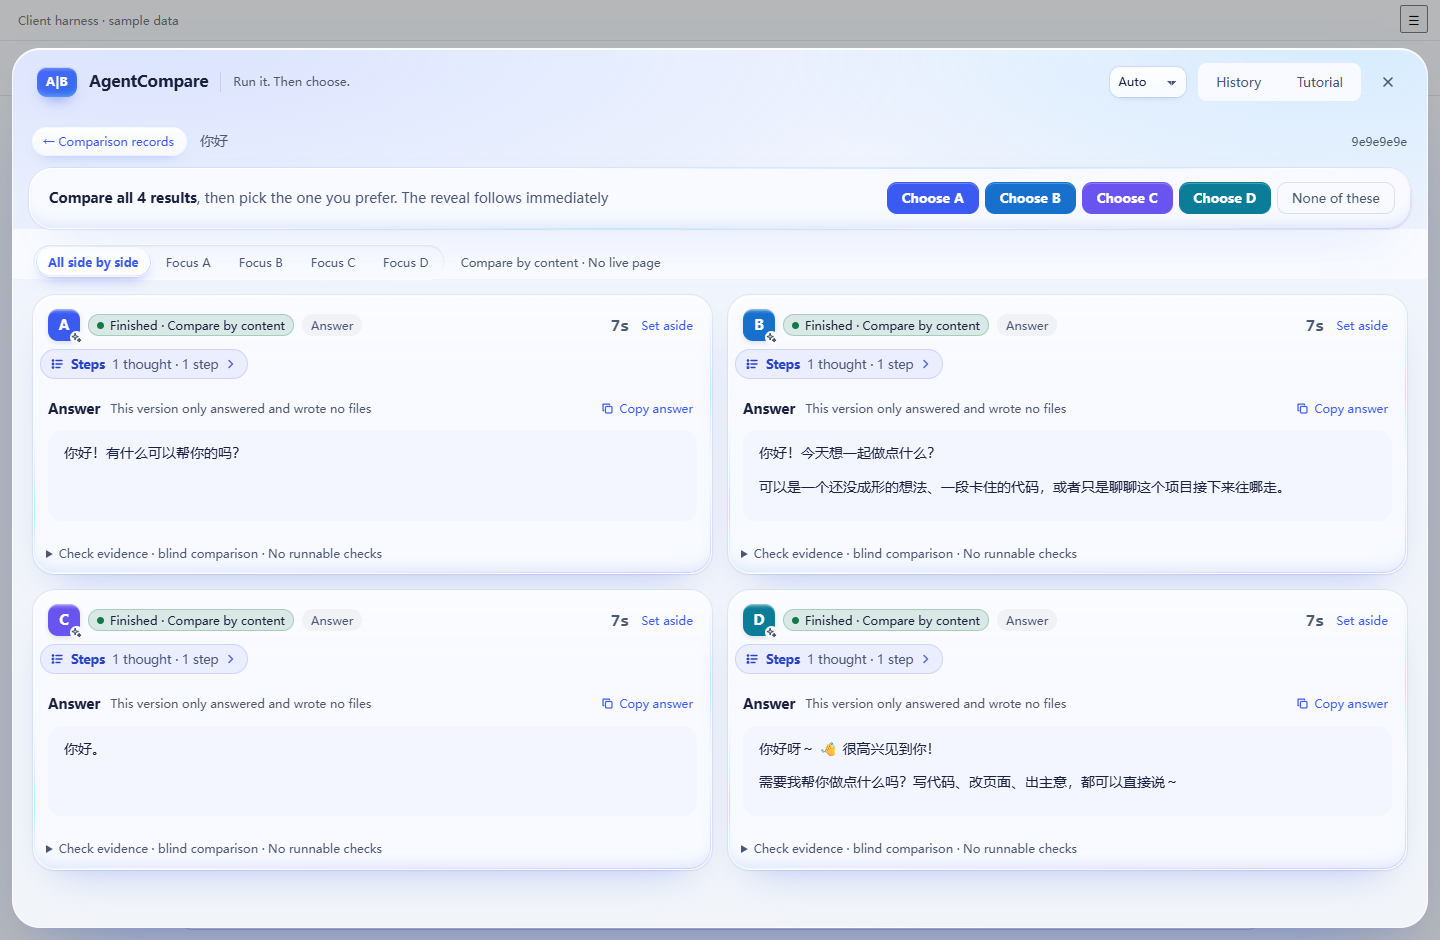 Client harness · sample data
☰
A|B AgentCompare Run it. Then choose. Auto History Tutorial ✕
← Comparison records 你好 9e9e9e9e
Compare all 4 results, then pick the one you prefer. The reveal follows immediately Choose A Choose B Choose C Choose D None of these
All side by side Focus A Focus B Focus C Focus D Compare by content · No live page
A Finished · Compare by content Answer 7s Set aside
Steps 1 thought · 1 step
Answer This version only answered and wrote no files Copy answer
你好！有什么可以帮你的吗？
Check evidence · blind comparison · No runnable checks
B Finished · Compare by content Answer 7s Set aside
Steps 1 thought · 1 step
Answer This version only answered and wrote no files Copy answer
你好！今天想一起做点什么？
可以是一个还没成形的想法、一段卡住的代码，或者只是聊聊这个项目接下来往哪走。
Check evidence · blind comparison · No runnable checks
C Finished · Compare by content Answer 7s Set aside
Steps 1 thought · 1 step
Answer This version only answered and wrote no files Copy answer
你好。
Check evidence · blind comparison · No runnable checks
D Finished · Compare by content Answer 7s Set aside
Steps 1 thought · 1 step
Answer This version only answered and wrote no files Copy answer
你好呀～ 👋 很高兴见到你！
需要我帮你做点什么吗？写代码、改页面、出主意，都可以直接说～
Check evidence · blind comparison · No runnable checks